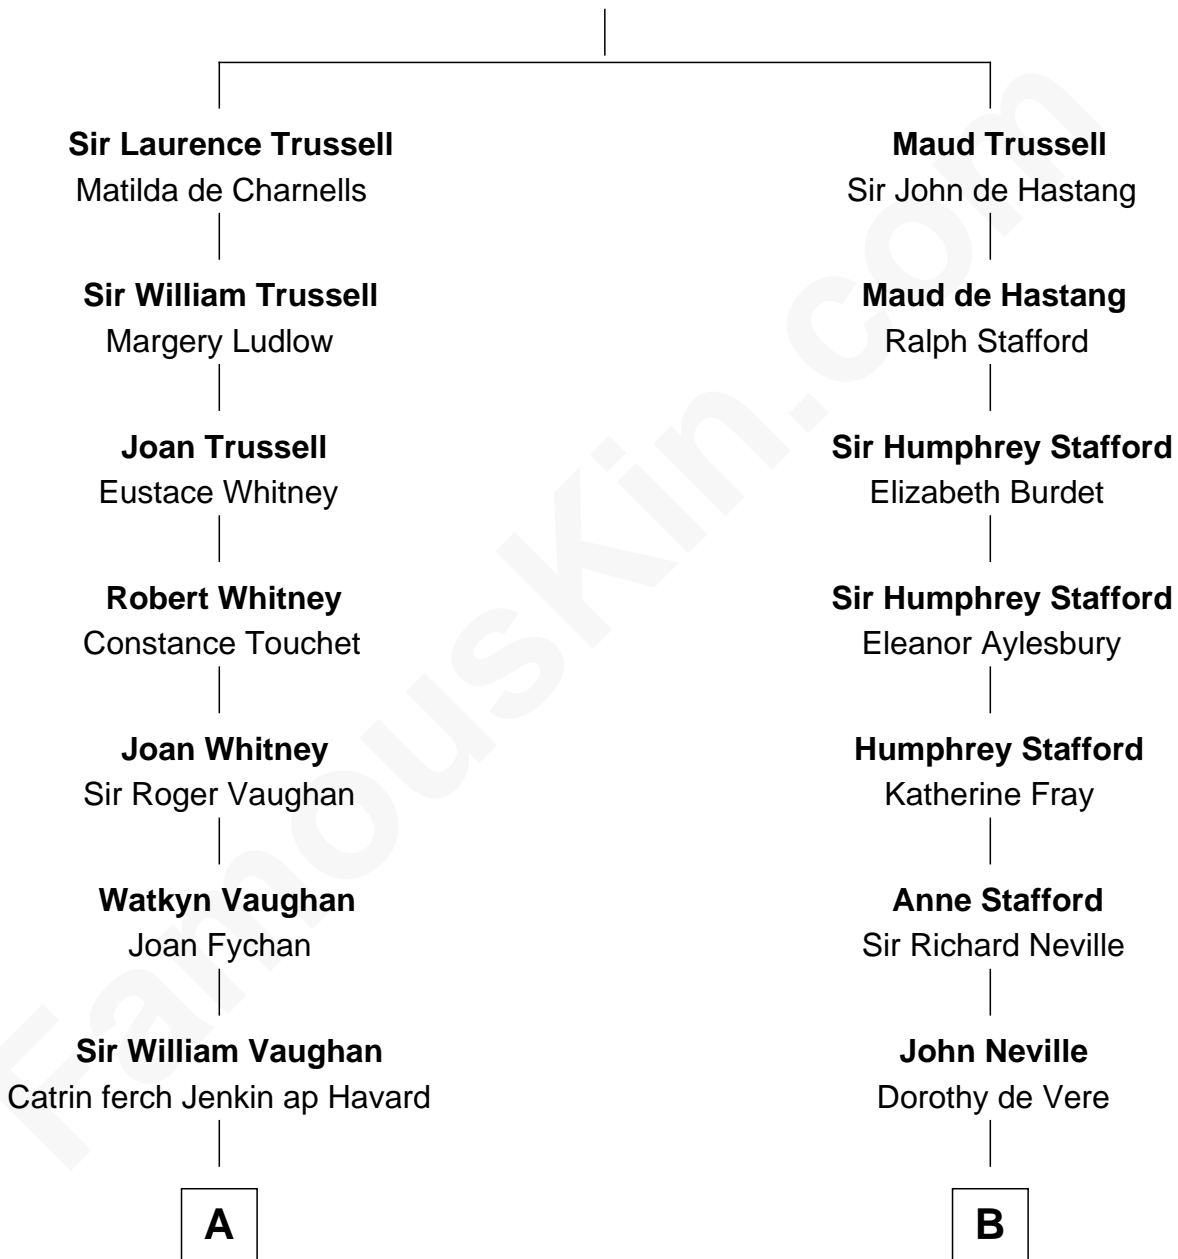 Sir Laurence Trussell
Matilda de Charnells
Sir William Trussell
Margery Ludlow
Joan Trussell
Eustace Whitney
Robert Whitney
Constance Touchet
Joan Whitney
Sir Roger Vaughan
Watkyn Vaughan
Joan Fychan
Sir William Vaughan
Catrin ferch Jenkin ap Havard
A
Maud Trussell
Sir John de Hastang
Maud de Hastang
Ralph Stafford
Sir Humphrey Stafford
Elizabeth Burdet
Sir Humphrey Stafford
Eleanor Aylesbury
Humphrey Stafford
Katherine Fray
Anne Stafford
Sir Richard Neville
John Neville
Dorothy de Vere
B
FamousKin.com